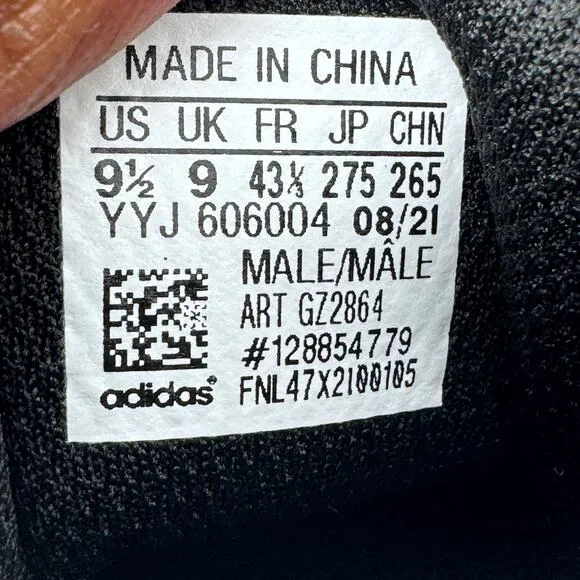 MADE IN CHINA
US UK FR JP CHN
9½ 9 43⅓ 275 265
YYJ 606004 08/21
MALE/MÂLE
ART GZ2864
#128854779
adidas® FNL47X2100105